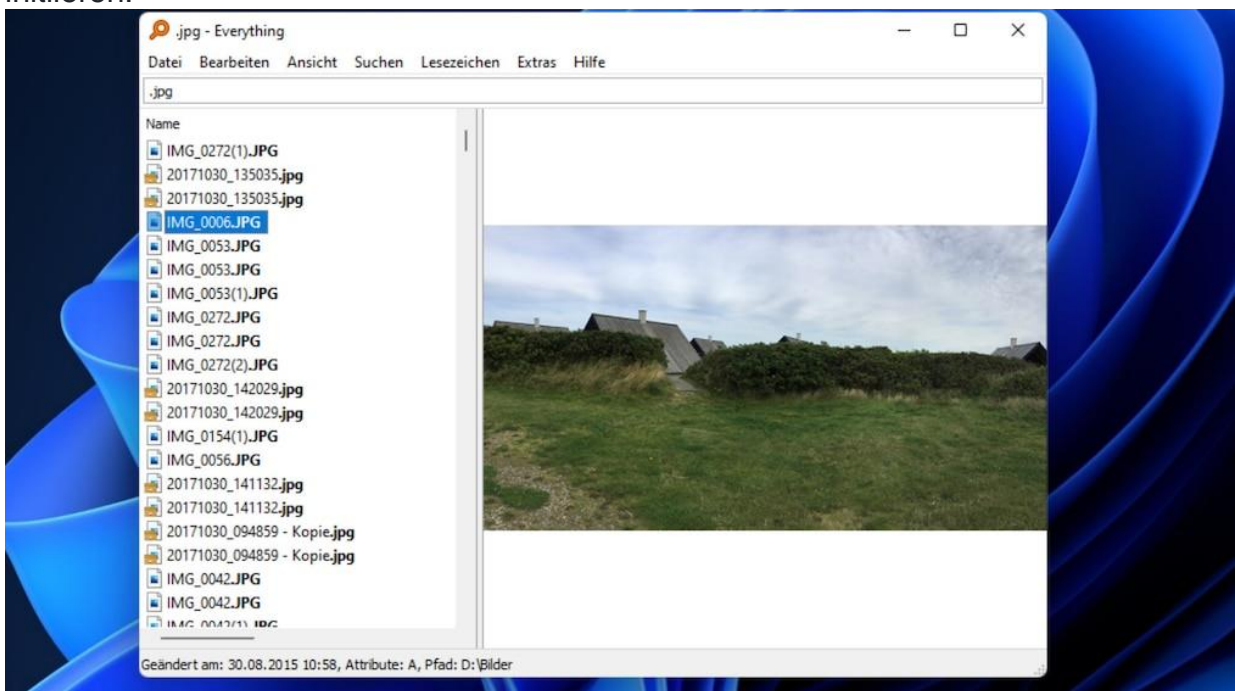 .jpg - Everything
Datei Bearbeiten Ansicht Suchen Lesezeichen Extras Hilfe
.jpg
Name
IMG_0272(1).JPG
20171030_135035.jpg
20171030_135035.jpg
IMG_0006.JPG
IMG_0053.JPG
IMG_0053.JPG
IMG_0053(1).JPG
IMG_0272.JPG
IMG_0272.JPG
IMG_0272(2).JPG
20171030_142029.jpg
20171030_142029.jpg
IMG_0154(1).JPG
IMG_0056.JPG
20171030_141132.jpg
20171030_141132.jpg
20171030_094859 - Kopie.jpg
20171030_094859 - Kopie.jpg
IMG_0042.JPG
IMG_0042.JPG
IMG_0042(1).JPG
Geändert am: 30.08.2015 10:58, Attribute: A, Pfad: D:\Bilder